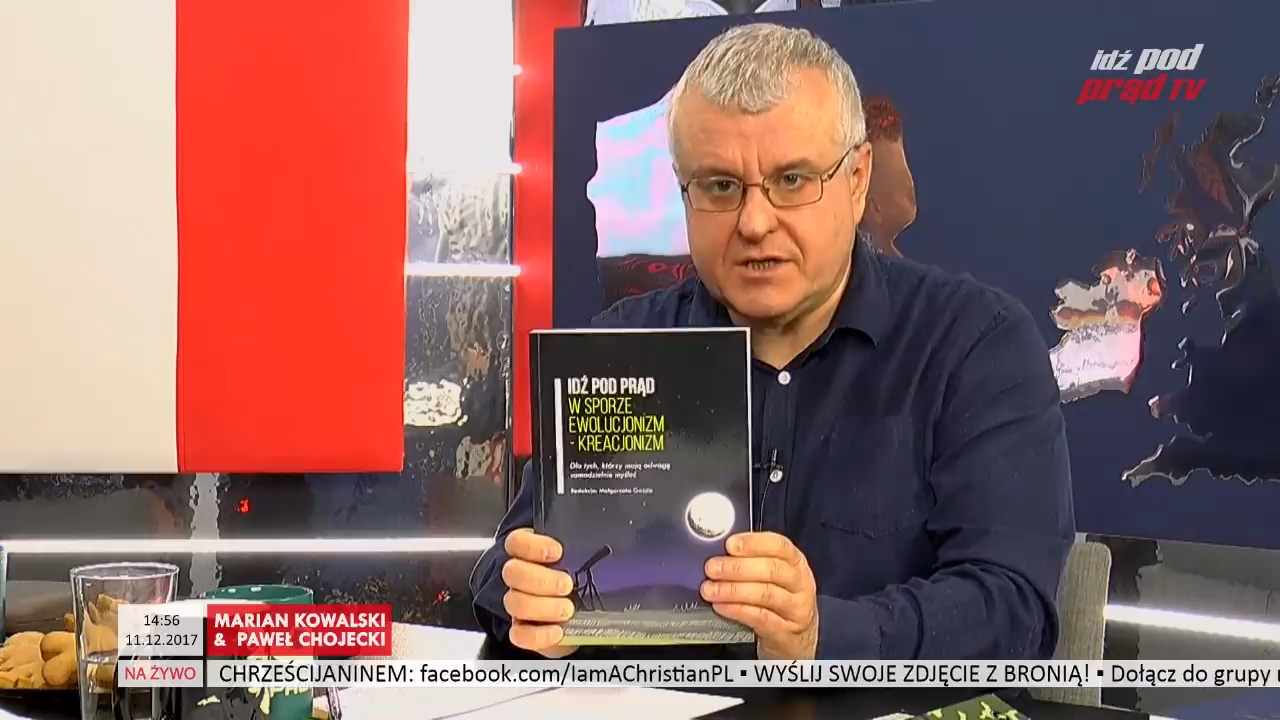 idź pod
prąd TV
IDŹ POD PRĄD
W SPORZE
EWOLUCJONIZM
- KREACJONIZM
Dla tych, którzy mają odwagę
samodzielnie myśleć
Redakcja: Małgorzata Gazda
14:56
11.12.2017
MARIAN KOWALSKI
& PAWEŁ CHOJECKI
NA ŻYWO
CHRZEŚCIJANINEM: facebook.com/IamAChristianPL ▪ WYŚLIJ SWOJE ZDJĘCIE Z BRONIĄ! ▪ Dołącz do grupy